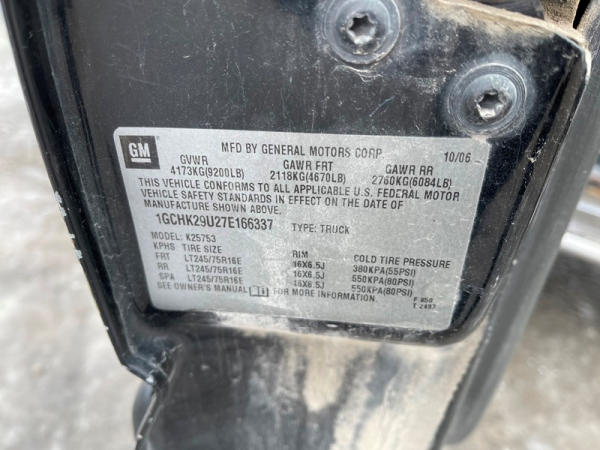 GM MFD BY GENERAL MOTORS CORP 10/06
GVWR GAWR FRT GAWR RR
4173KG(9200LB) 2118KG(4670LB) 2760KG(6084LB)
THIS VEHICLE CONFORMS TO ALL APPLICABLE U.S. FEDERAL MOTOR
VEHICLE SAFETY STANDARDS IN EFFECT ON THE DATE OF
MANUFACTURE SHOWN ABOVE.
1GCHK29U27E166337 TYPE: TRUCK
MODEL: K25753
KPHS TIRE SIZE RIM COLD TIRE PRESSURE
FRT LT245/75R16E 16X6.5J 380KPA(55PSI)
RR LT245/75R16E 16X6.5J 550KPA(80PSI)
SPA LT245/75R16E 16X6.5J 550KPA(80PSI)
SEE OWNER'S MANUAL FOR MORE INFORMATION.